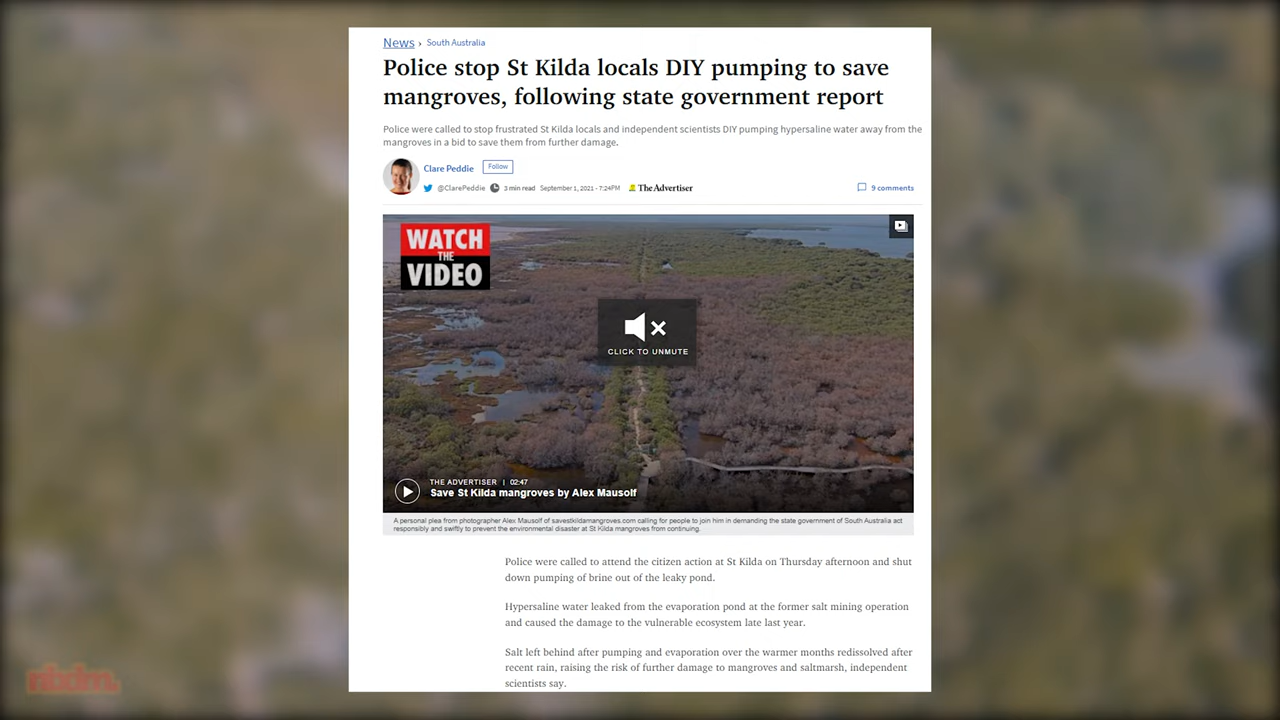 News › South Australia
Police stop St Kilda locals DIY pumping to save
mangroves, following state government report
Police were called to stop frustrated St Kilda locals and independent scientists DIY pumping hypersaline water away from the
mangroves in a bid to save them from further damage.
Clare Peddie Follow
@ClarePeddie 3 min read September 1, 2021 - 7:24PM The Advertiser
9 comments
WATCH
THE
VIDEO
CLICK TO UNMUTE
THE ADVERTISER | 02:47
Save St Kilda mangroves by Alex Mausolf
A personal plea from photographer Alex Mausolf of savestkildamangroves.com calling for people to join him in demanding the state government of South Australia act
responsibly and swiftly to prevent the environmental disaster at St Kilda mangroves from continuing.
Police were called to attend the citizen action at St Kilda on Thursday afternoon and shut
down pumping of brine out of the leaky pond.
Hypersaline water leaked from the evaporation pond at the former salt mining operation
and caused the damage to the vulnerable ecosystem late last year.
Salt left behind after pumping and evaporation over the warmer months redissolved after
recent rain, raising the risk of further damage to mangroves and saltmarsh, independent
scientists say.